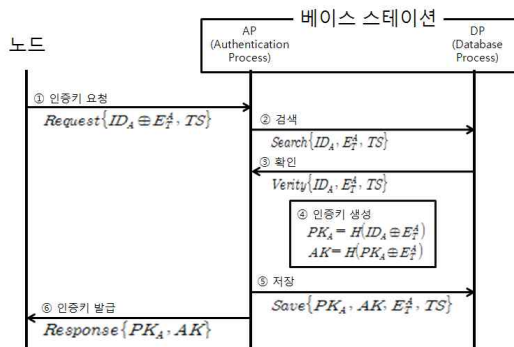 베이스 스테이션
노드
AP
(Authentication
Process)
DP
(Database
Process)
① 인증키 요청
Request{ID_A ⊕ E_T^A, TS}
② 검색
Search{ID_A, E_T^A, TS}
③ 확인
Verity{ID_A, E_T^A, TS}
④ 인증키 생성
PK_A = H(ID_A ⊕ E_T^A)
AK = H(PK_A ⊕ E_T^A)
⑤ 저장
Save{PK_A, AK, E_T^A, TS}
⑥ 인증키 발급
Response{PK_A, AK}